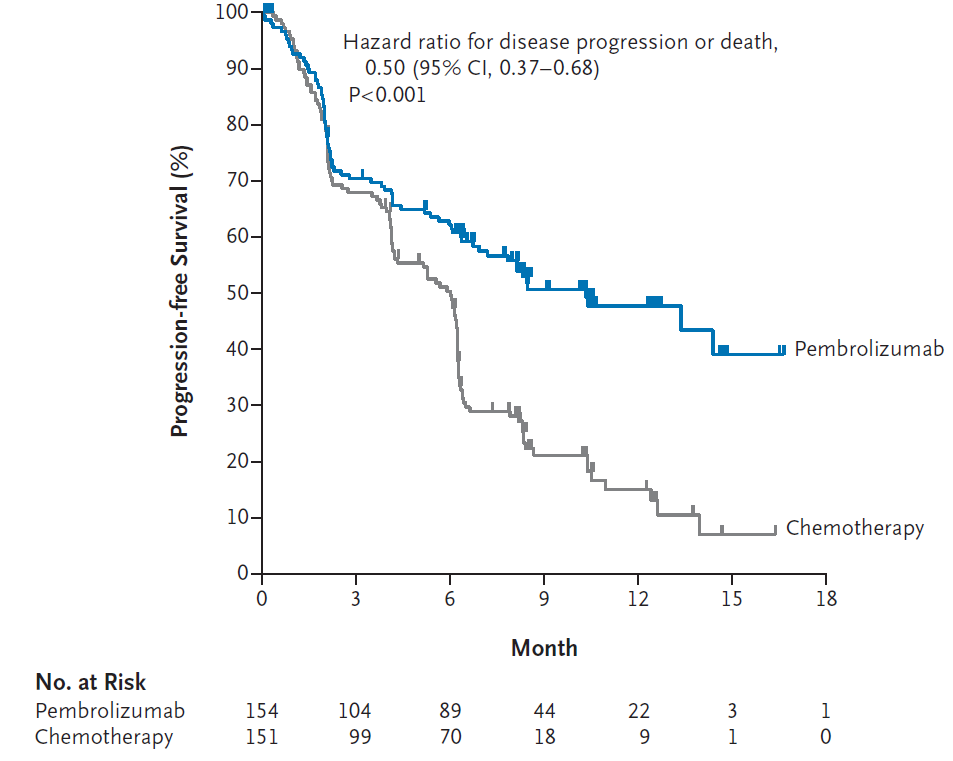 100
90
80
70
60
50
40
30
20
10
0
Progression-free Survival (%)
Hazard ratio for disease progression or death,
0.50 (95% CI, 0.37–0.68)
P<0.001
Pembrolizumab
Chemotherapy
0 3 6 9 12 15 18
Month
No. at Risk
Pembrolizumab 154 104 89 44 22 3 1
Chemotherapy 151 99 70 18 9 1 0